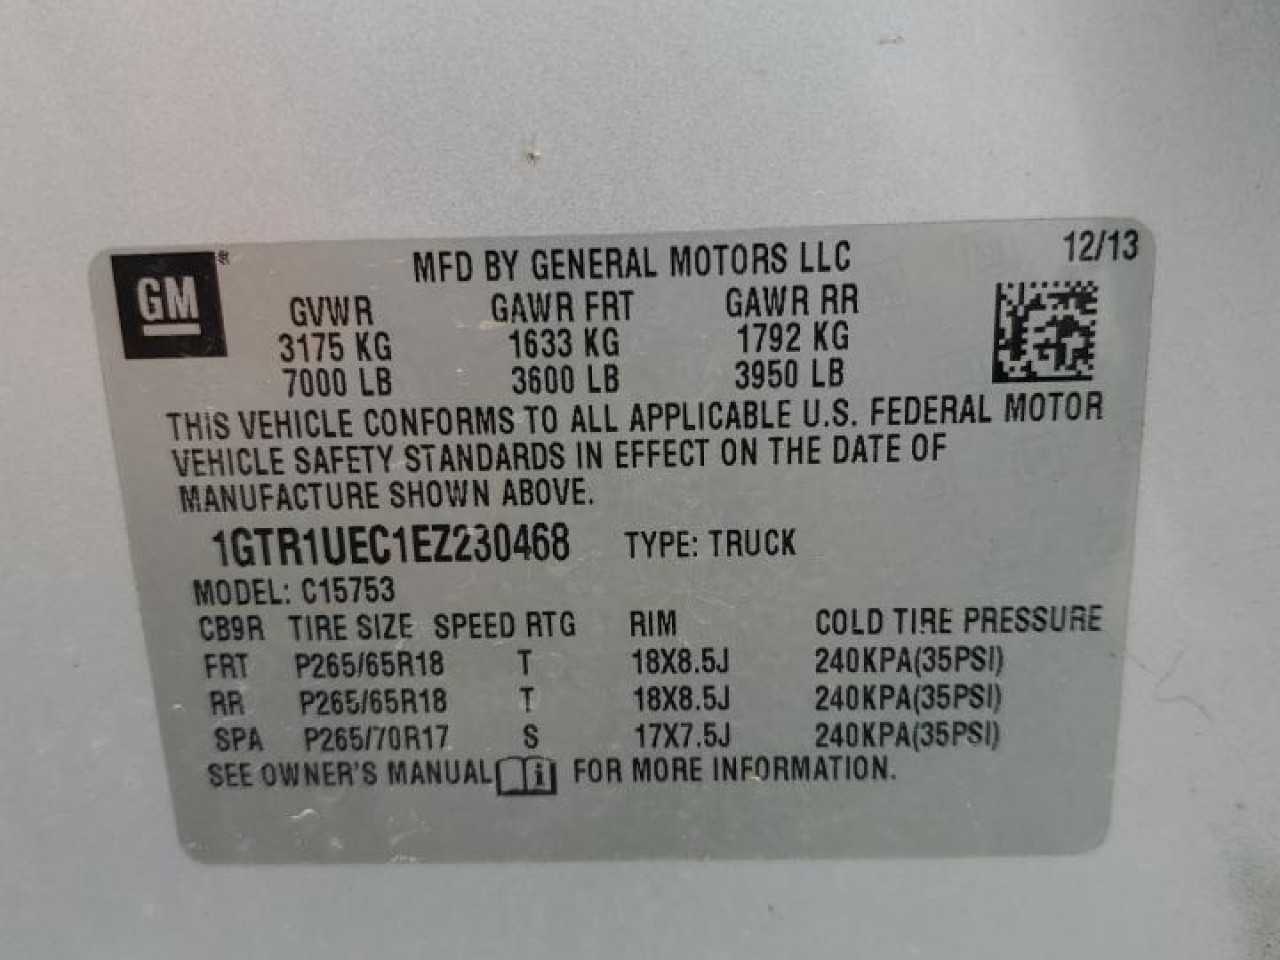 GM®
MFD BY GENERAL MOTORS LLC 12/13
GVWR GAWR FRT GAWR RR
3175 KG 1633 KG 1792 KG
7000 LB 3600 LB 3950 LB
THIS VEHICLE CONFORMS TO ALL APPLICABLE U.S. FEDERAL MOTOR
VEHICLE SAFETY STANDARDS IN EFFECT ON THE DATE OF
MANUFACTURE SHOWN ABOVE.
1GTR1UEC1EZ230468 TYPE: TRUCK
MODEL: C15753
CB9R TIRE SIZE SPEED RTG RIM COLD TIRE PRESSURE
FRT P265/65R18 T 18X8.5J 240KPA(35PSI)
RR P265/65R18 T 18X8.5J 240KPA(35PSI)
SPA P265/70R17 S 17X7.5J 240KPA(35PSI)
SEE OWNER'S MANUAL i FOR MORE INFORMATION.